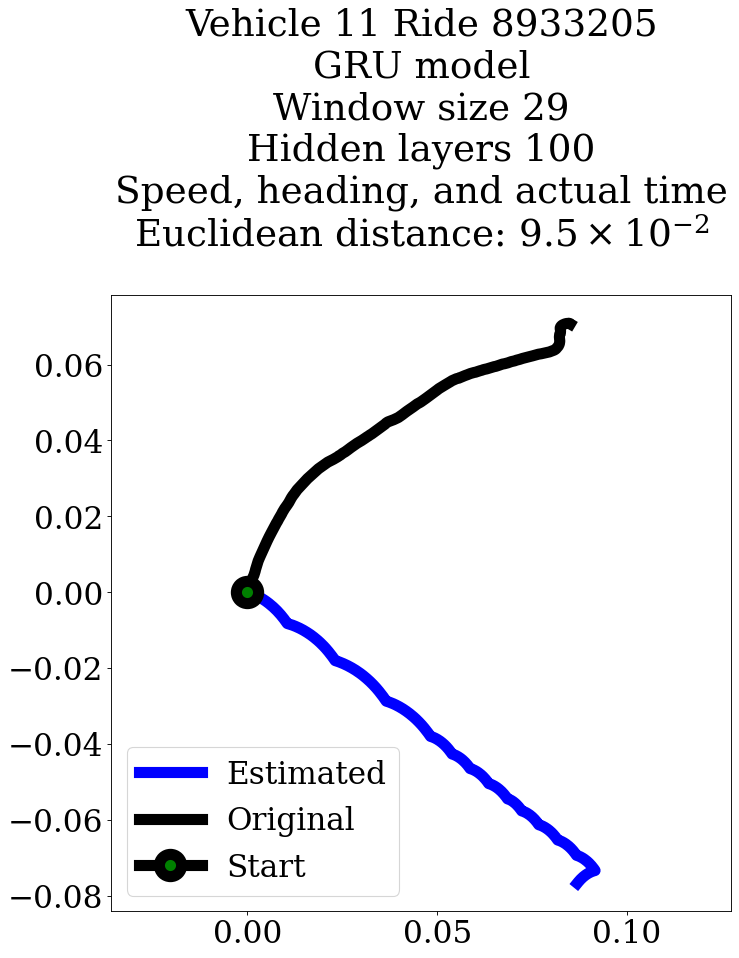 Vehicle 11 Ride 8933205
GRU model
Window size 29
Hidden layers 100
Speed, heading, and actual time
Euclidean distance: 9.5 × 10⁻²
0.06
0.04
0.02
0.00
−0.02
−0.04
−0.06
−0.08
Estimated
Original
Start
0.00 0.05 0.10